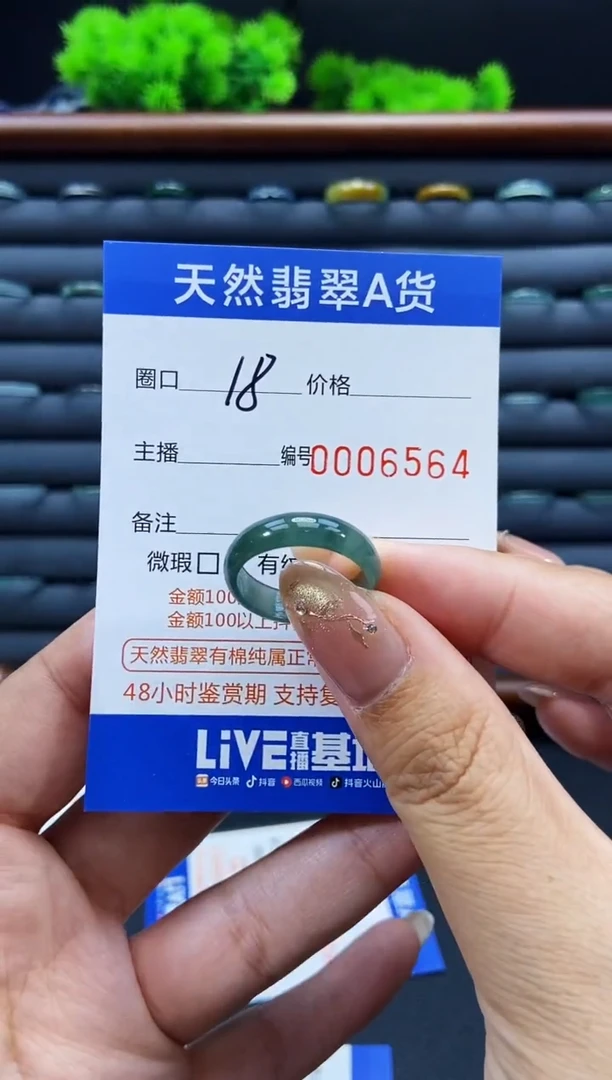 天然翡翠A货
圈口 18 价格
主播 编号0006564
备注
微瑕□ 有
金额100
金额100以上
天然翡翠有棉纯属正常
48小时鉴赏期 支持复
LiVE直播基地
今日头条 抖音 西瓜视频 抖音火山